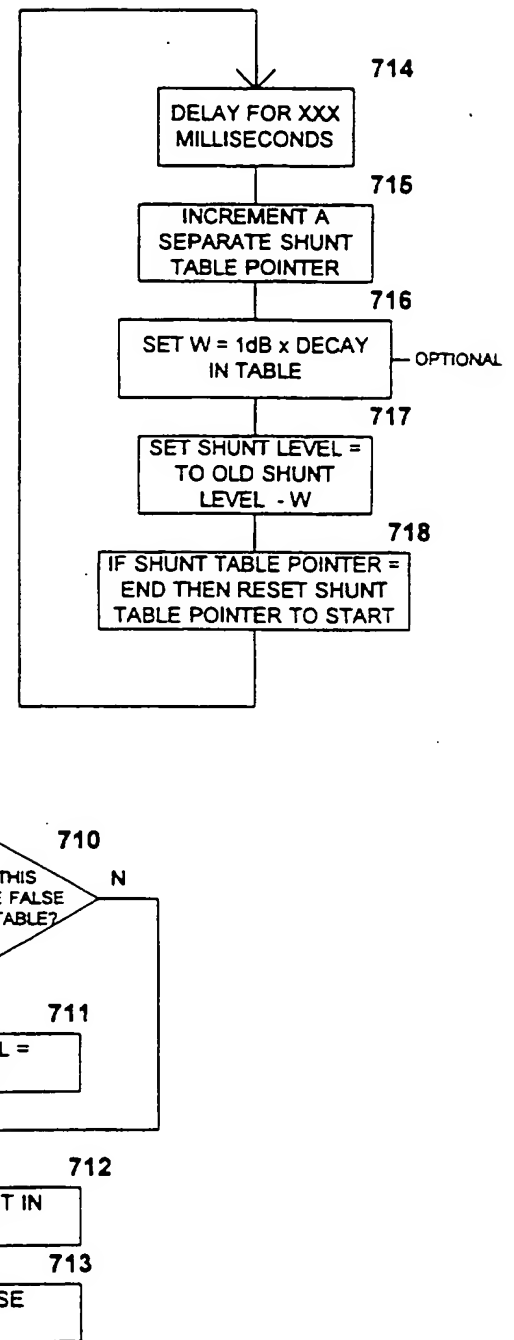 714
DELAY FOR XXX
MILLISECONDS
715
INCREMENT A
SEPARATE SHUNT
TABLE POINTER
716
SET W = 1dB x DECAY
IN TABLE
OPTIONAL
717
SET SHUNT LEVEL =
TO OLD SHUNT
LEVEL - W
718
IF SHUNT TABLE POINTER =
END THEN RESET SHUNT
TABLE POINTER TO START
710
THIS
FALSE
TABLE?
N
711
=
712
IN
713